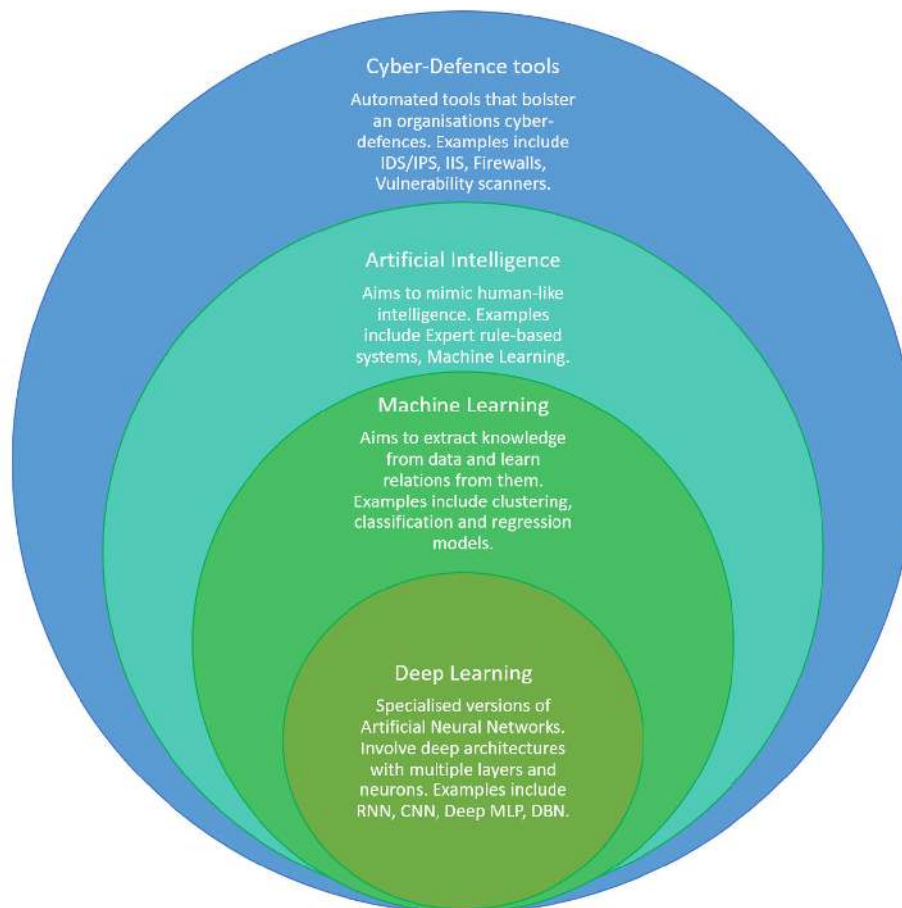 Cyber-Defence tools
Automated tools that bolster
an organisations cyber-
defences. Examples include
IDS/IPS, IIS, Firewalls,
Vulnerability scanners.
Artificial Intelligence
Aims to mimic human-like
intelligence. Examples
include Expert rule-based
systems, Machine Learning.
Machine Learning
Aims to extract knowledge
from data and learn
relations from them.
Examples include clustering,
classification and regression
models.
Deep Learning
Specialised versions of
Artificial Neural Networks.
Involve deep architectures
with multiple layers and
neurons. Examples include
RNN, CNN, Deep MLP, DBN.